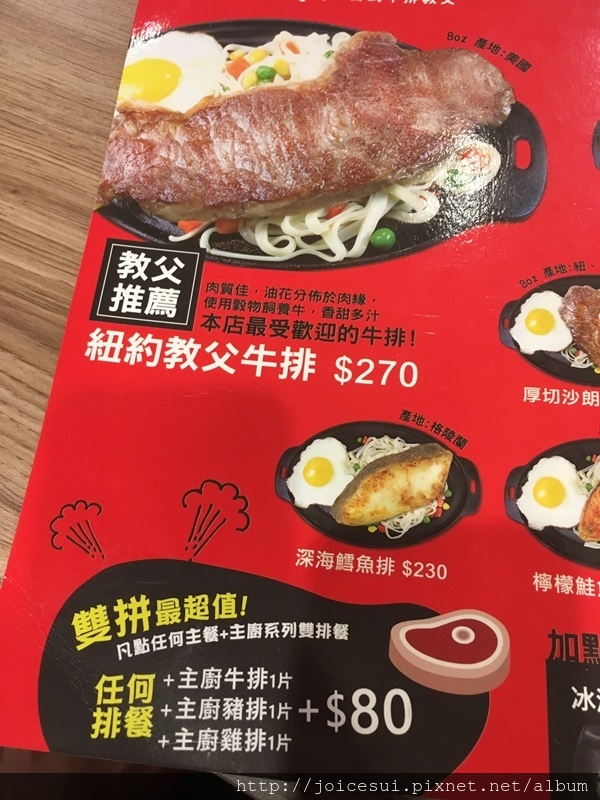 8oz 產地:美國
教父
推薦
肉質佳，油花分佈於肉緣，
使用穀物飼養牛，香甜多汁
本店最受歡迎的牛排!
紐約教父牛排 $270
8oz 產地:紐、
厚切沙朗
產地:格陵蘭
深海鱈魚排 $230
檸檬鮭
雙拼最超值!
凡點任何主餐+主廚系列雙排餐
任何
排餐
+主廚牛排1片
+主廚豬排1片
+主廚雞排1片
+$80
加點
冰
http://joicesui.pixnet.net/album